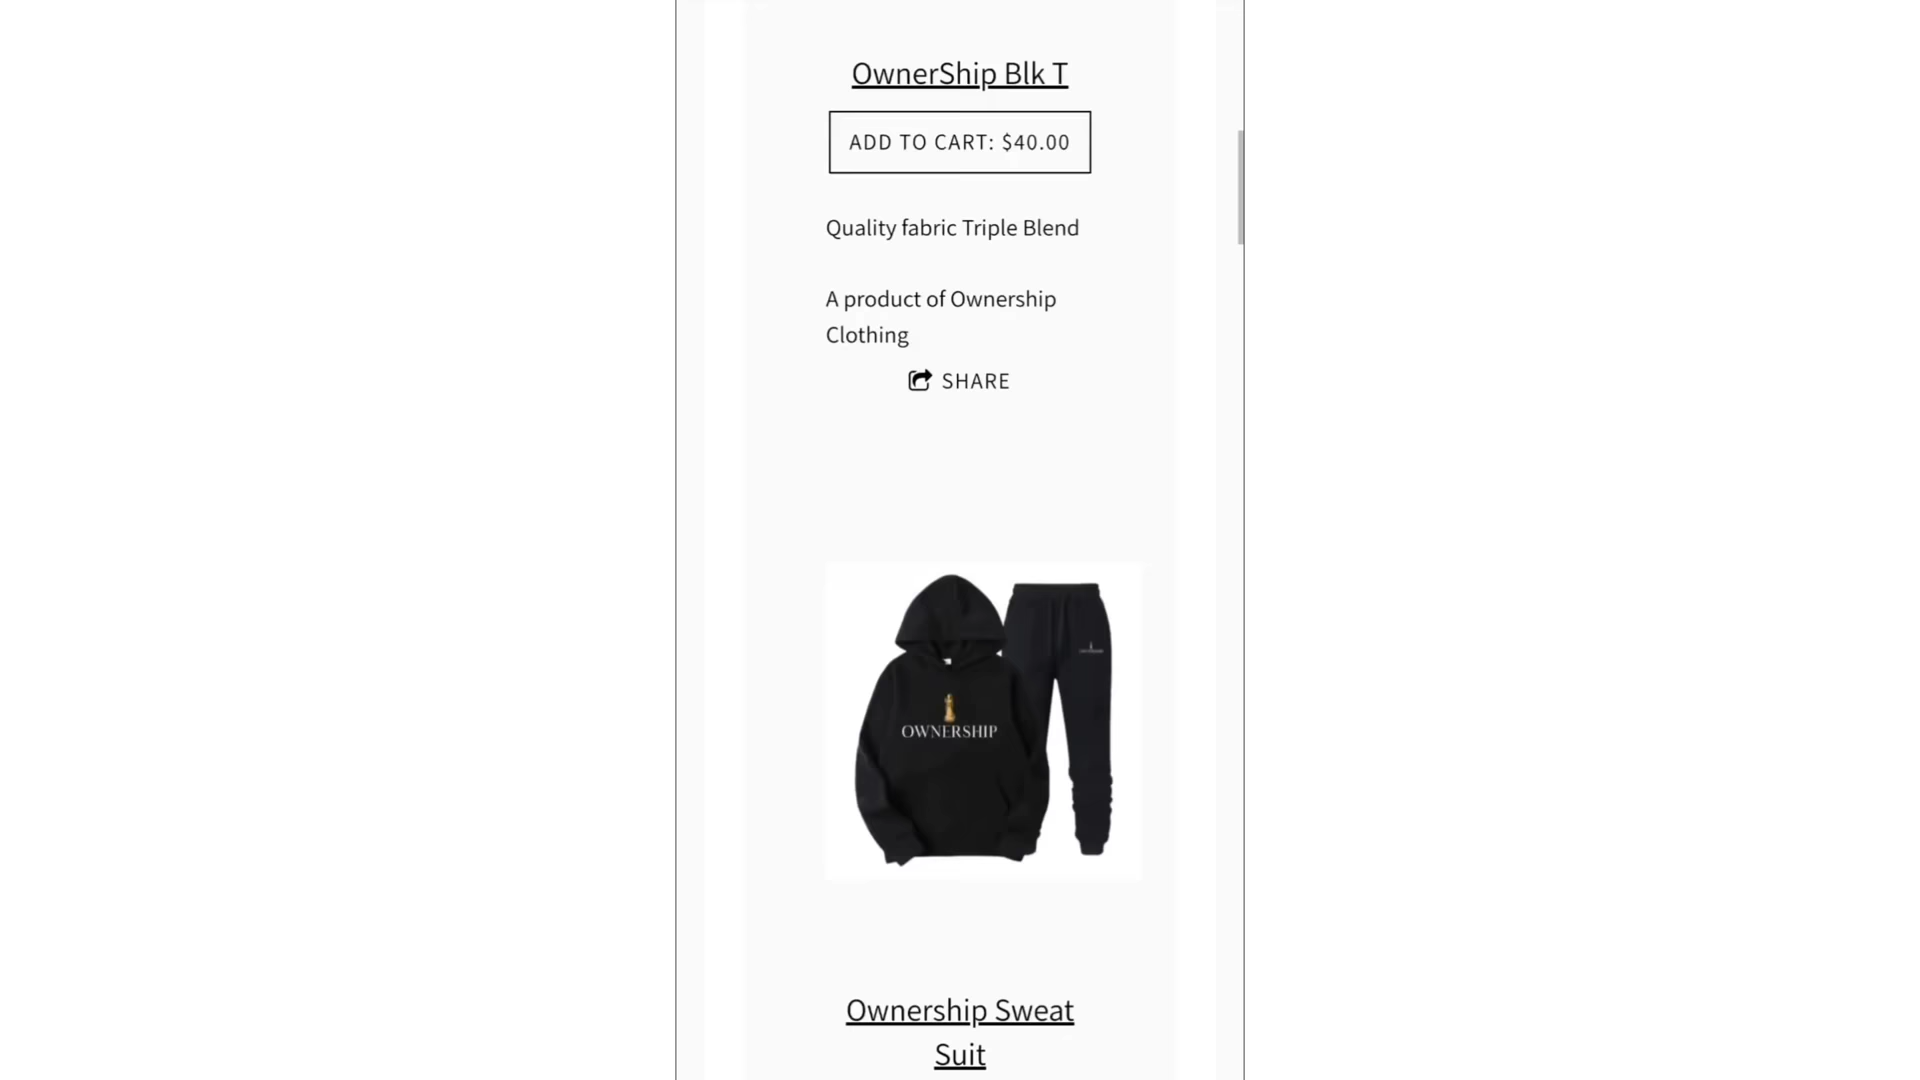 OwnerShip Blk T
ADD TO CART: $40.00
Quality fabric Triple Blend
A product of Ownership
Clothing
SHARE
OWNERSHIP
Ownership Sweat
Suit